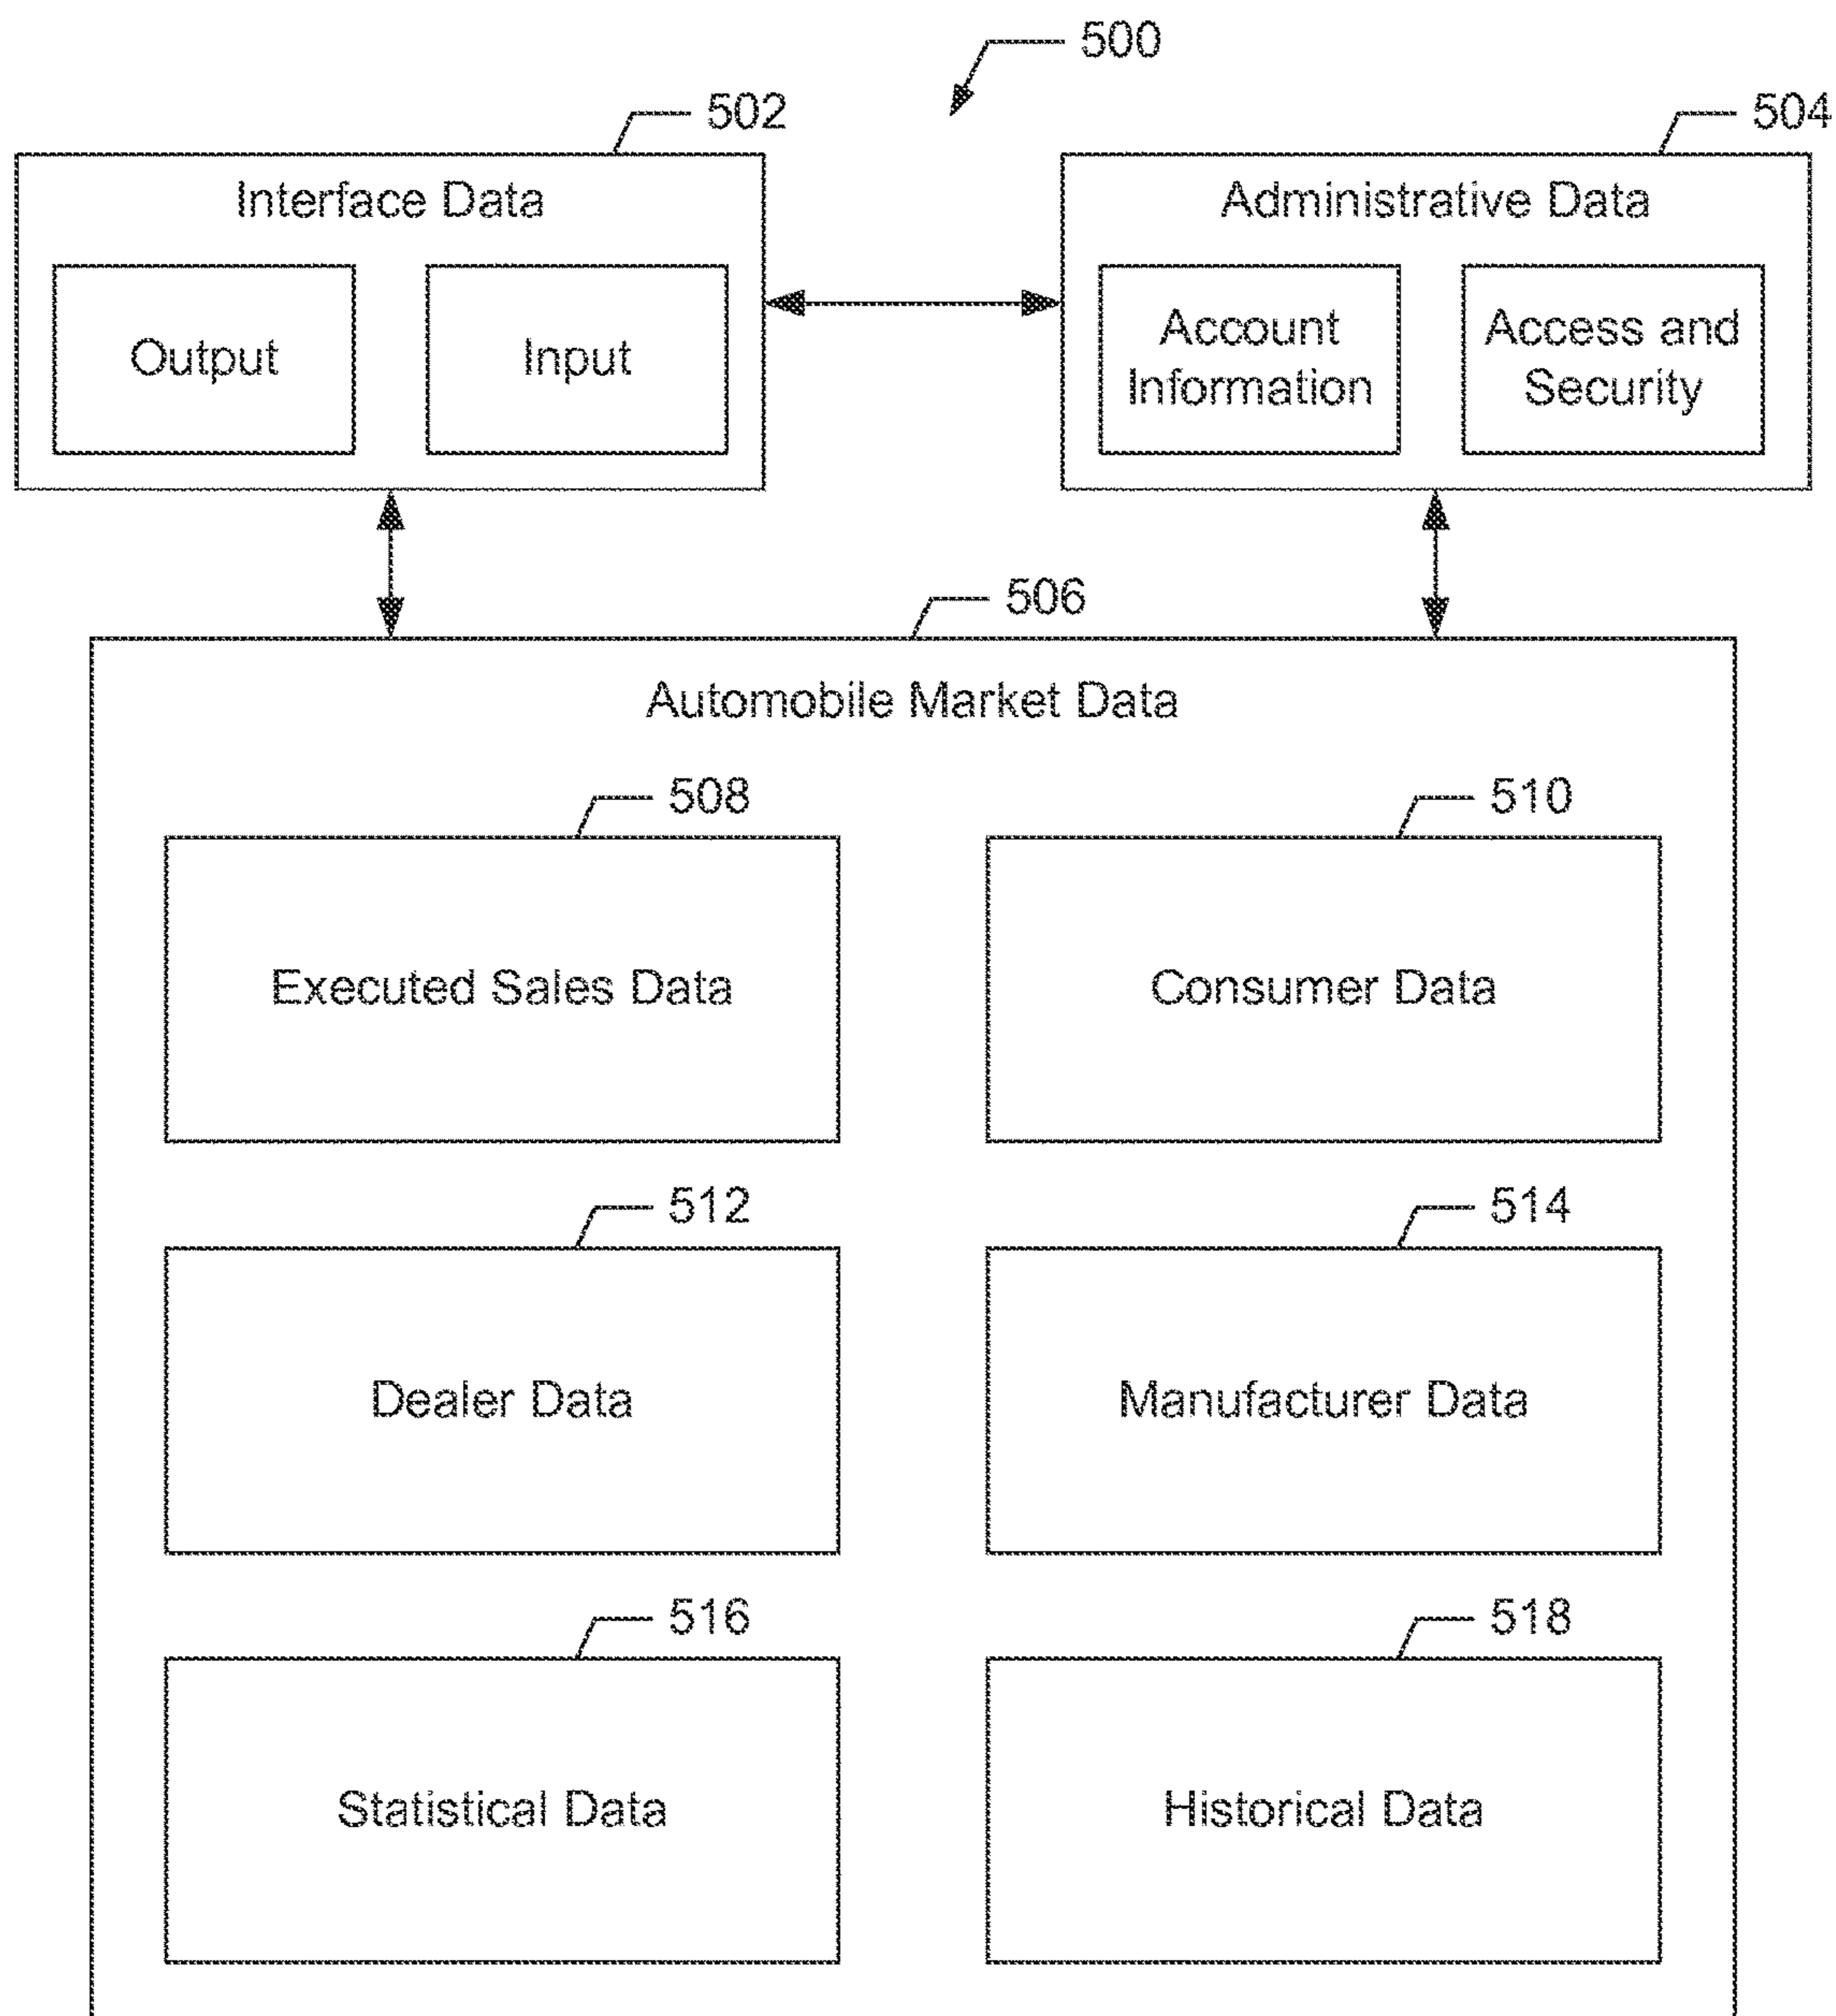 500
502
504
Interface Data
Output
Input
Administrative Data
Account
Information
Access and
Security
506
Automobile Market Data
508
510
Executed Sales Data
Consumer Data
512
514
Dealer Data
Manufacturer Data
516
518
Statistical Data
Historical Data